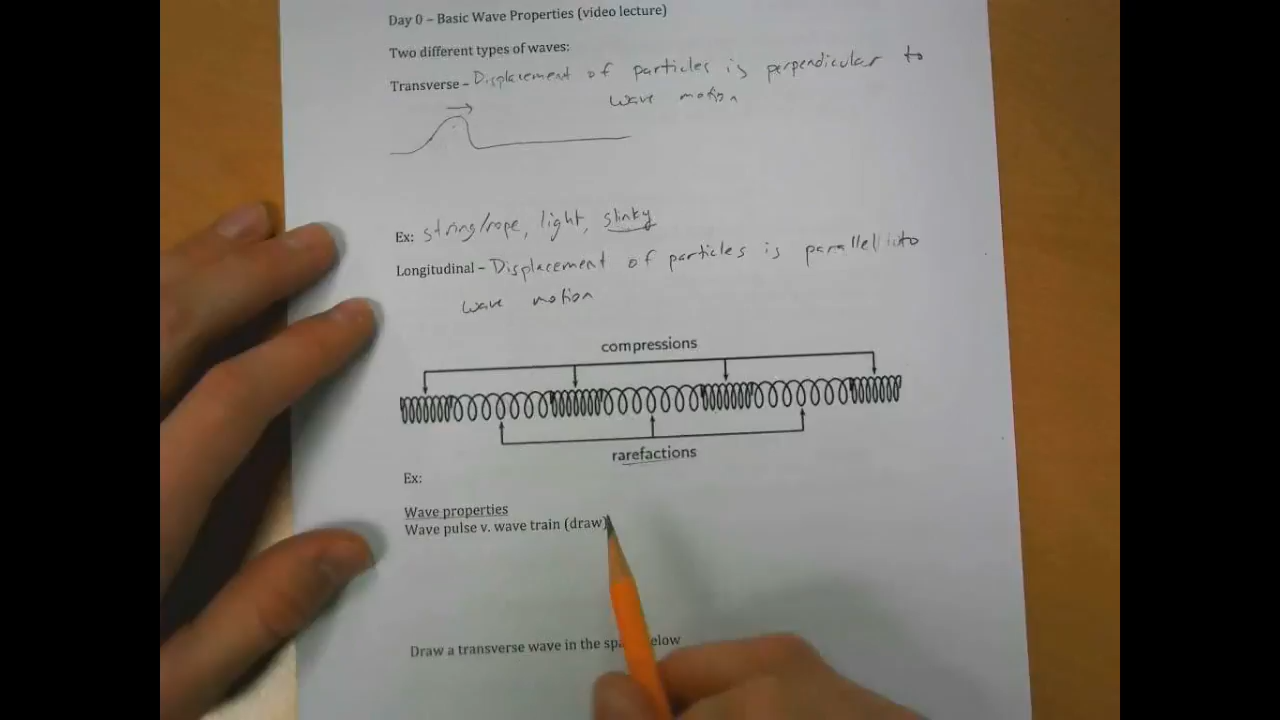 Day 0 – Basic Wave Properties (video lecture)
Two different types of waves:
Transverse – Displacement of particles is perpendicular to
wave motion
Ex: string/rope, light, slinky
Longitudinal – Displacement of particles is parallel to
wave motion
compressions
rarefactions
Ex:
Wave properties
Wave pulse v. wave train (draw)
Draw a transverse wave in the below